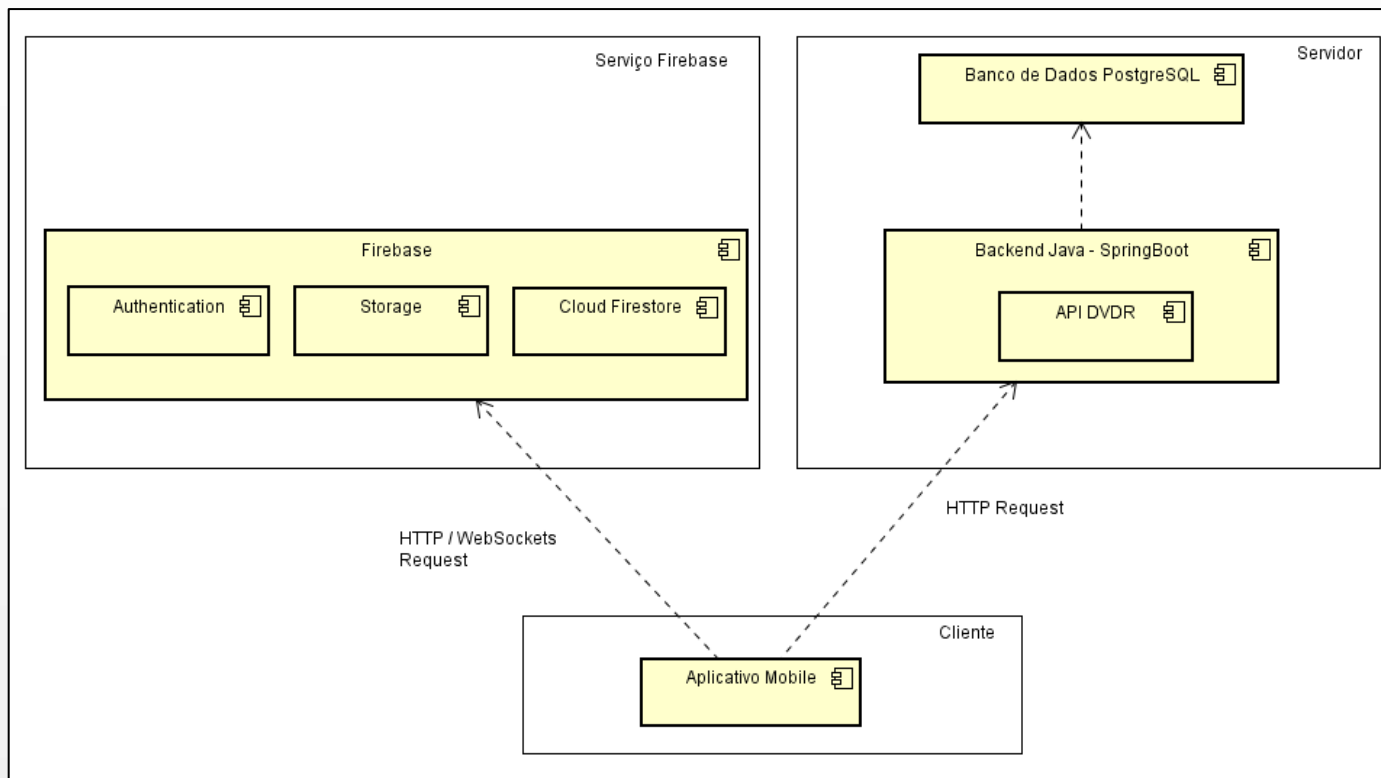 Serviço Firebase
Firebase
Authentication
Storage
Cloud Firestore
Servidor
Banco de Dados PostgreSQL
Backend Java - SpringBoot
API DVDR
HTTP / WebSockets
Request
HTTP Request
Cliente
Aplicativo Mobile